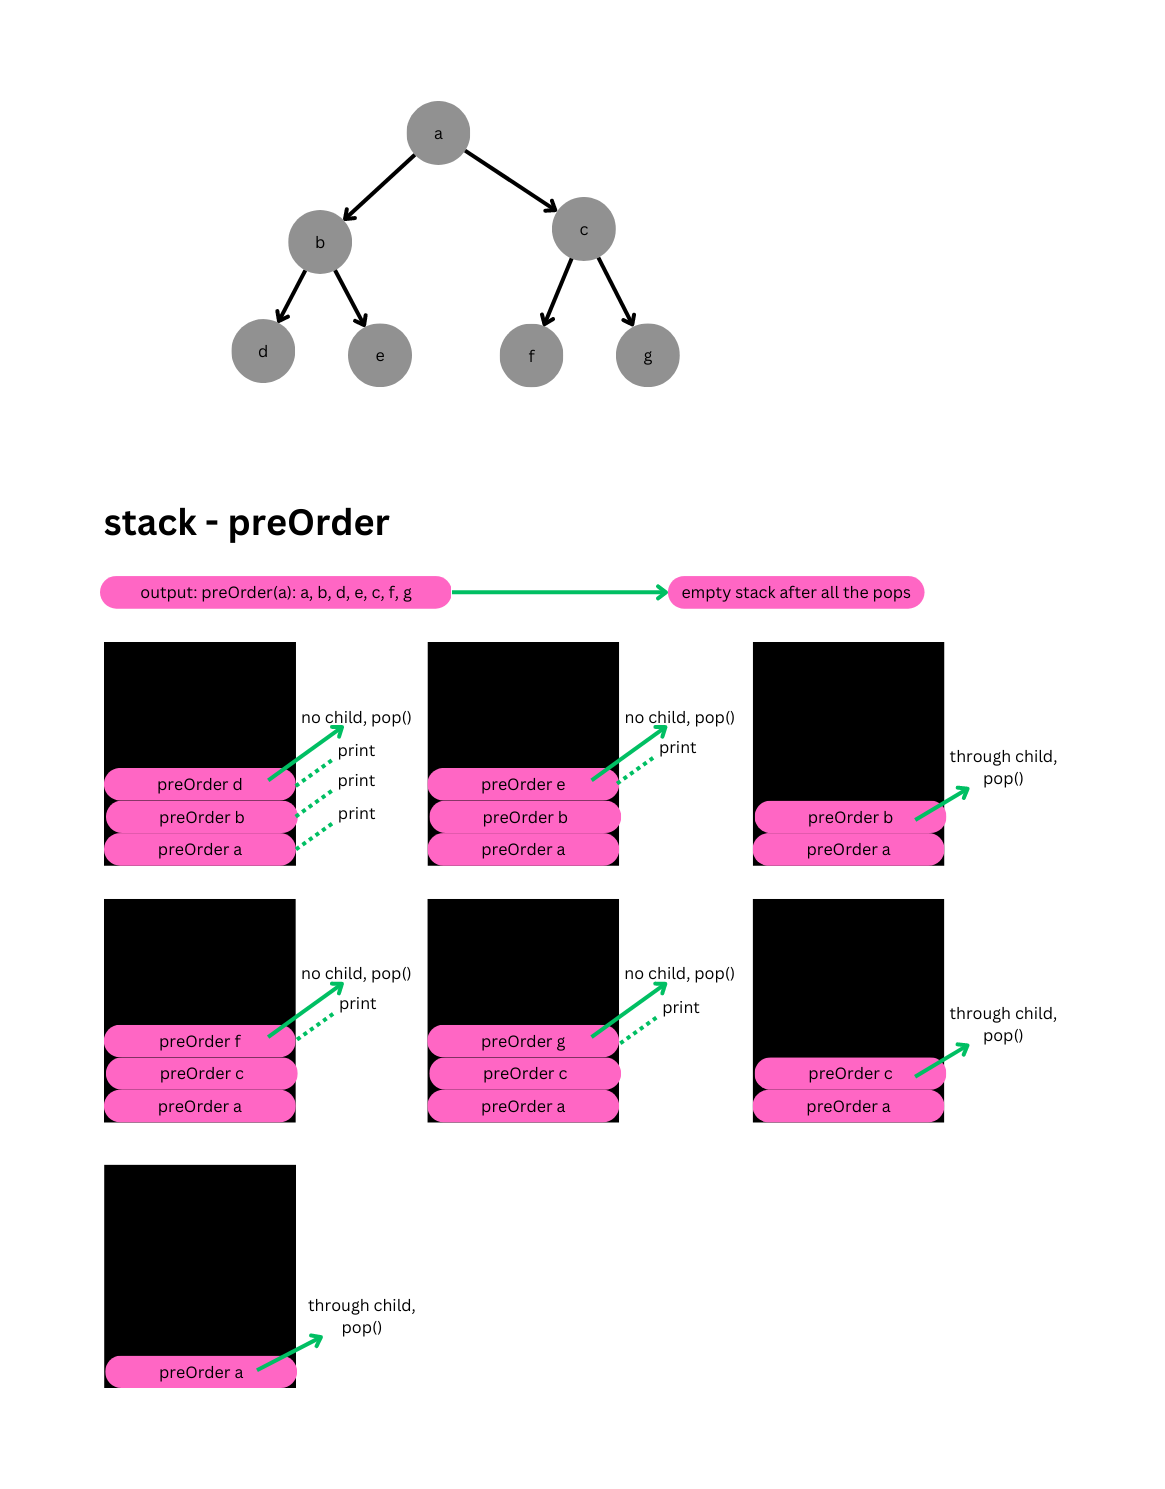 a
b
c
d
e
f
g
stack - preOrder
output: preOrder(a): a, b, d, e, c, f, g
empty stack after all the pops
no child, pop()
print
print
print
preOrder d
preOrder b
preOrder a
no child, pop()
print
preOrder e
preOrder b
preOrder a
through child,
pop()
preOrder b
preOrder a
no child, pop()
print
preOrder f
preOrder c
preOrder a
no child, pop()
print
preOrder g
preOrder c
preOrder a
through child,
pop()
preOrder c
preOrder a
through child,
pop()
preOrder a